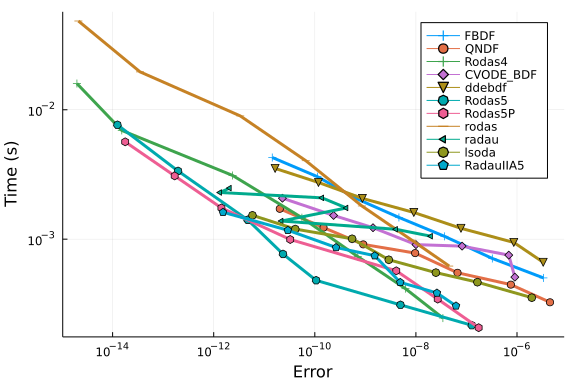 FBDF
QNDF
Rodas4
CVODE_BDF
ddebdf
Rodas5
Rodas5P
rodas
radau
lsoda
RadauIIA5
10⁻²
10⁻³
Time (s)
10⁻¹⁴
10⁻¹²
10⁻¹⁰
10⁻⁸
10⁻⁶
Error